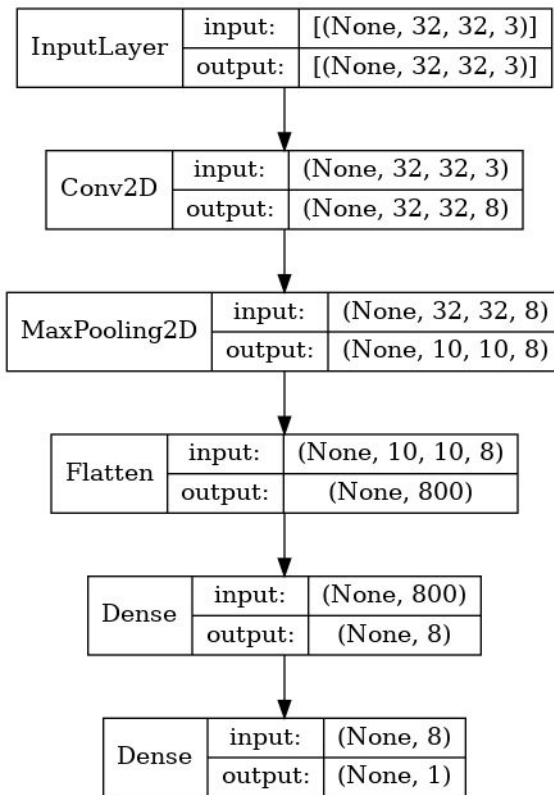 InputLayer input: [(None, 32, 32, 3)]
output: [(None, 32, 32, 3)]
Conv2D input: (None, 32, 32, 3)
output: (None, 32, 32, 8)
MaxPooling2D input: (None, 32, 32, 8)
output: (None, 10, 10, 8)
Flatten input: (None, 10, 10, 8)
output: (None, 800)
Dense input: (None, 800)
output: (None, 8)
Dense input: (None, 8)
output: (None, 1)